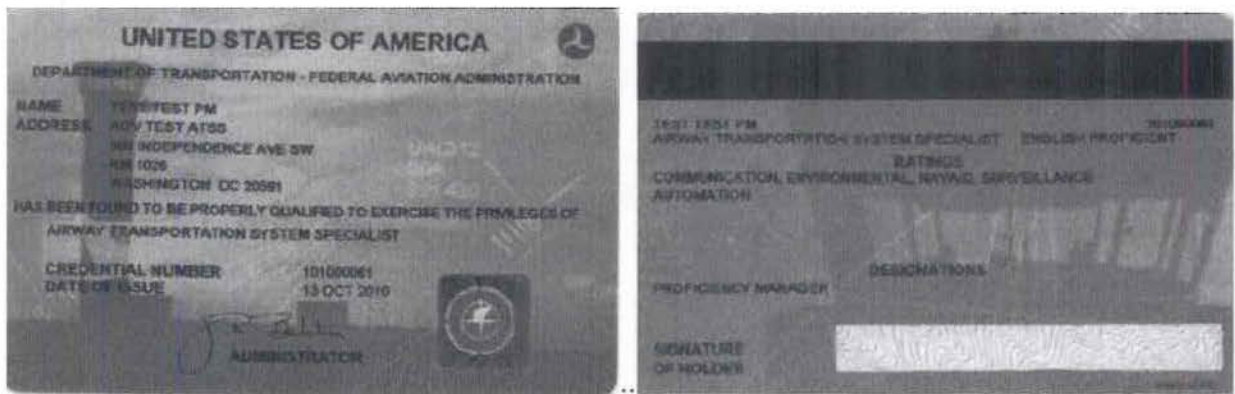 UNITED STATES OF AMERICA
DEPARTMENT OF TRANSPORTATION - FEDERAL AVIATION ADMINISTRATION
NAME TEST TEST PM
ADDRESS ADV TEST ATSS
INDEPENDENCE AVE SW
RM 1026
WASHINGTON DC 20591
HAS BEEN FOUND TO BE PROPERLY QUALIFIED TO EXERCISE THE PRIVILEGES OF
AIRWAY TRANSPORTATION SYSTEM SPECIALIST
CREDENTIAL NUMBER 101000061
DATE OF ISSUE 13 OCT 2010
ADMINISTRATOR
TEST TEST PM 101000061
AIRWAY TRANSPORTATION SYSTEM SPECIALIST ENGLISH PROFICIENT
RATINGS
COMMUNICATION, ENVIRONMENTAL, NAVAID, SURVEILLANCE
AUTOMATION
DESIGNATIONS
PROFICIENCY MANAGER
SIGNATURE
OF HOLDER